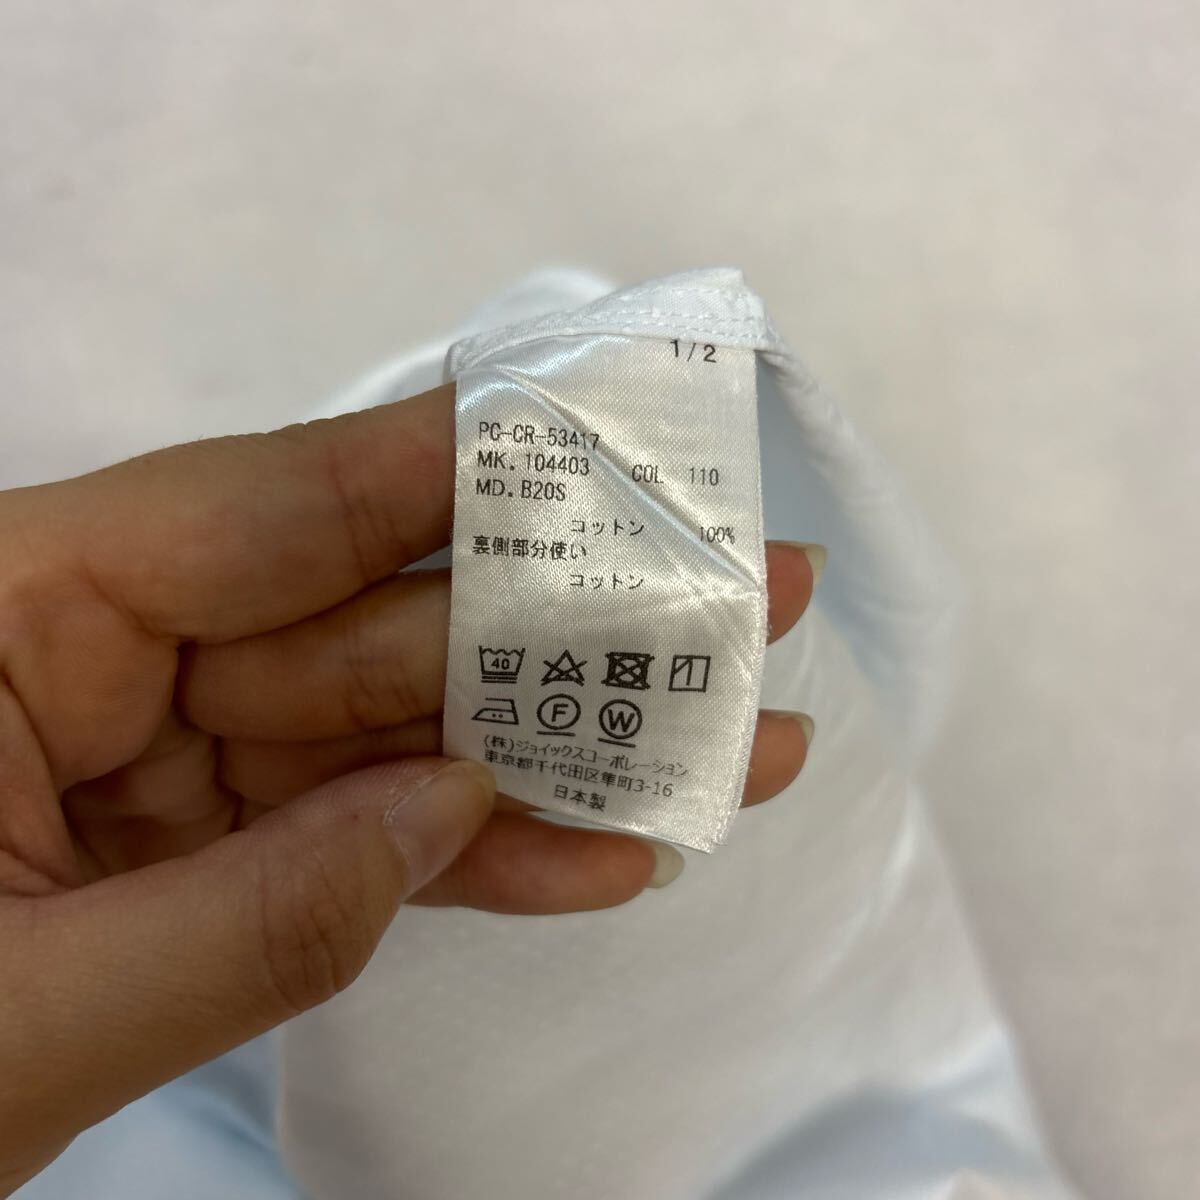 1/2
PC-CR-53417
MK. 104403 COL 110
MD. B20S
コットン 100%
裏側部分使い
コットン
40
F W
(株)ジョイックスコーポレーション
東京都千代田区隼町3-16
日本製